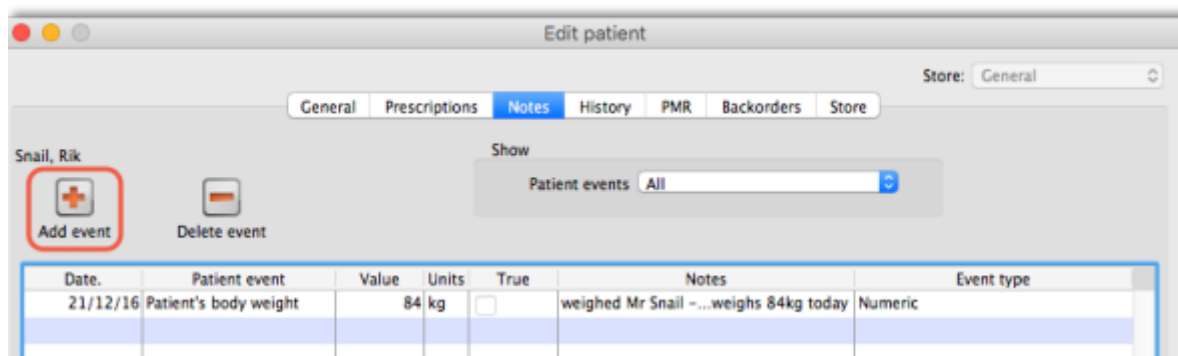 Edit patient
Store: General
General Prescriptions Notes History PMR Backorders Store
Snail, Rik
Show
Patient events All
Add event Delete event
Date. Patient event Value Units True Notes Event type
21/12/16 Patient's body weight 84 kg weighed Mr Snail -...weighs 84kg today Numeric